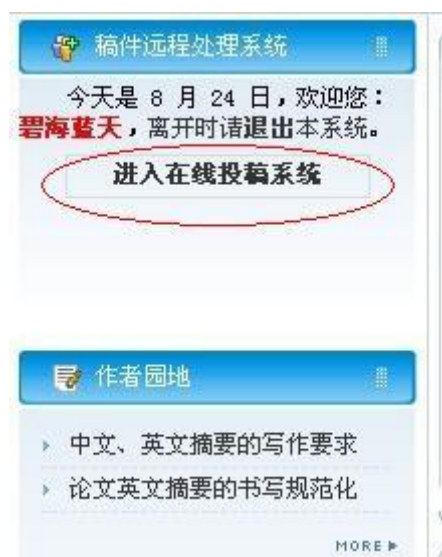 稿件远程处理系统
今天是 8 月 24 日，欢迎您：
碧海蓝天，离开时请退出本系统。
进入在线投稿系统
作者园地
中文、英文摘要的写作要求
论文英文摘要的书写规范化
MORE